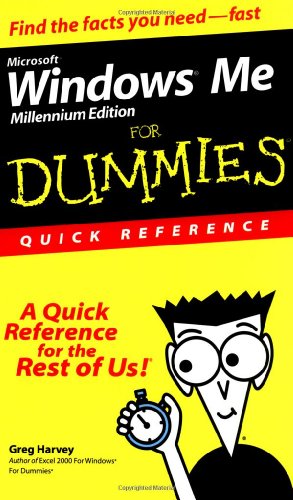 Find the facts you need—fast
Microsoft®
Windows® Me
Millennium Edition
FOR
DUMMIES®
QUICK REFERENCE
A Quick
Reference
for the
Rest of Us!®
Greg Harvey
Author of Excel 2000 For Windows®
For Dummies®